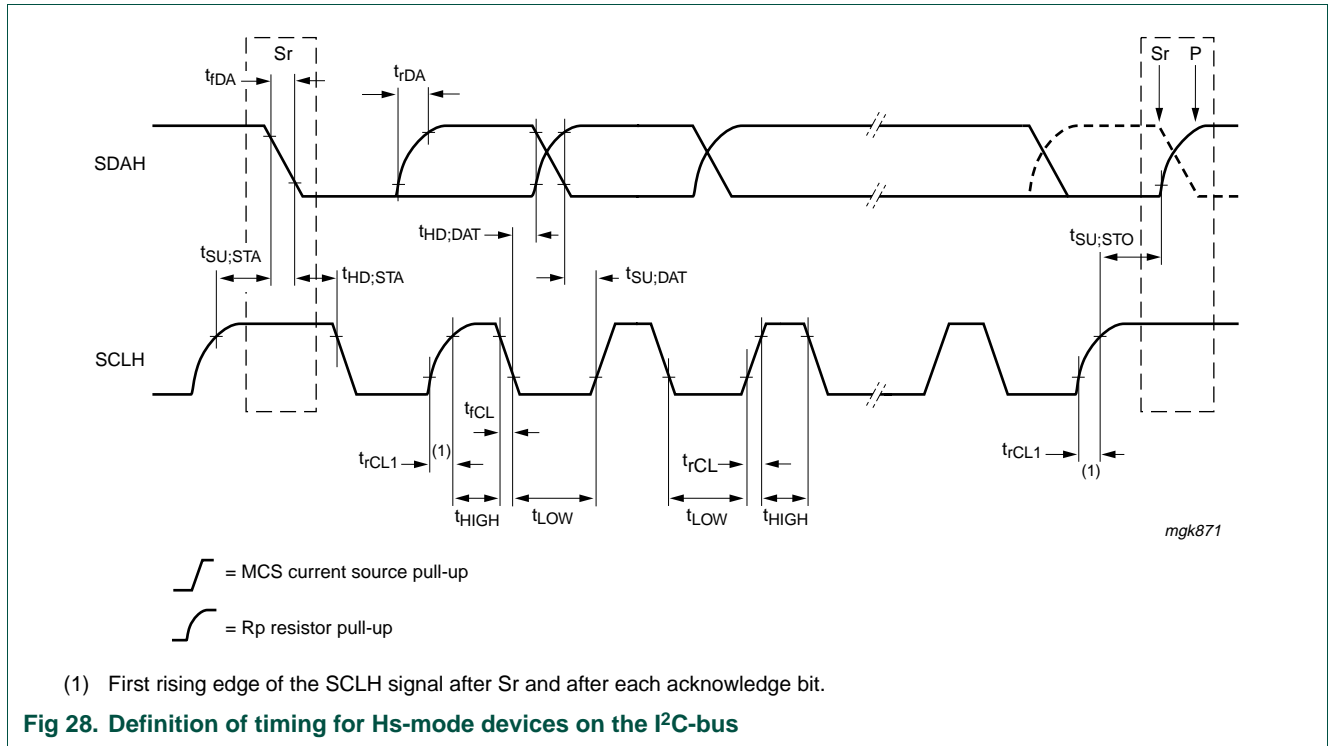 Sr
Sr P
tfDA
trDA
SDAH
tHD;DAT
tSU;STA
tSU;STO
tHD;STA
tSU;DAT
SCLH
tfCL
trCL1
(1)
trCL
trCL1
(1)
tHIGH
tLOW
tLOW
tHIGH
mgk871
= MCS current source pull-up
= Rp resistor pull-up
(1) First rising edge of the SCLH signal after Sr and after each acknowledge bit.
Fig 28. Definition of timing for Hs-mode devices on the I²C-bus